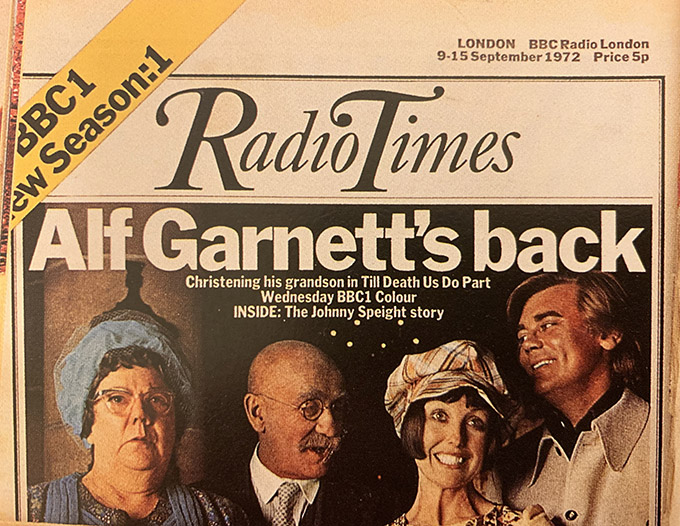 LONDON BBC Radio London
9-15 September 1972 Price 5p
BBC1
ew Season:1
Radio Times
Alf Garnett's back
Christening his grandson in Till Death Us Do Part
Wednesday BBC1 Colour
INSIDE: The Johnny Speight story